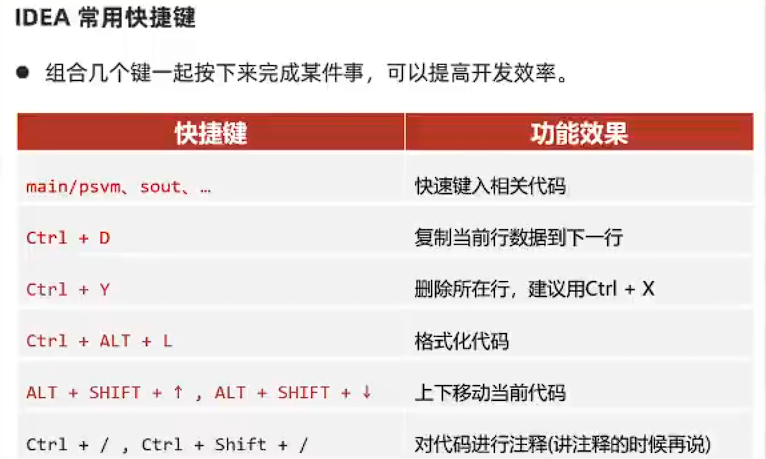 IDEA 常用快捷键
● 组合几个键一起按下来完成某件事，可以提高开发效率。
快捷键 功能效果
main/psvm、sout、… 快速键入相关代码
Ctrl + D 复制当前行数据到下一行
Ctrl + Y 删除所在行，建议用Ctrl + X
Ctrl + ALT + L 格式化代码
ALT + SHIFT + ↑ , ALT + SHIFT + ↓ 上下移动当前代码
Ctrl + / , Ctrl + Shift + / 对代码进行注释(讲注释的时候再说)